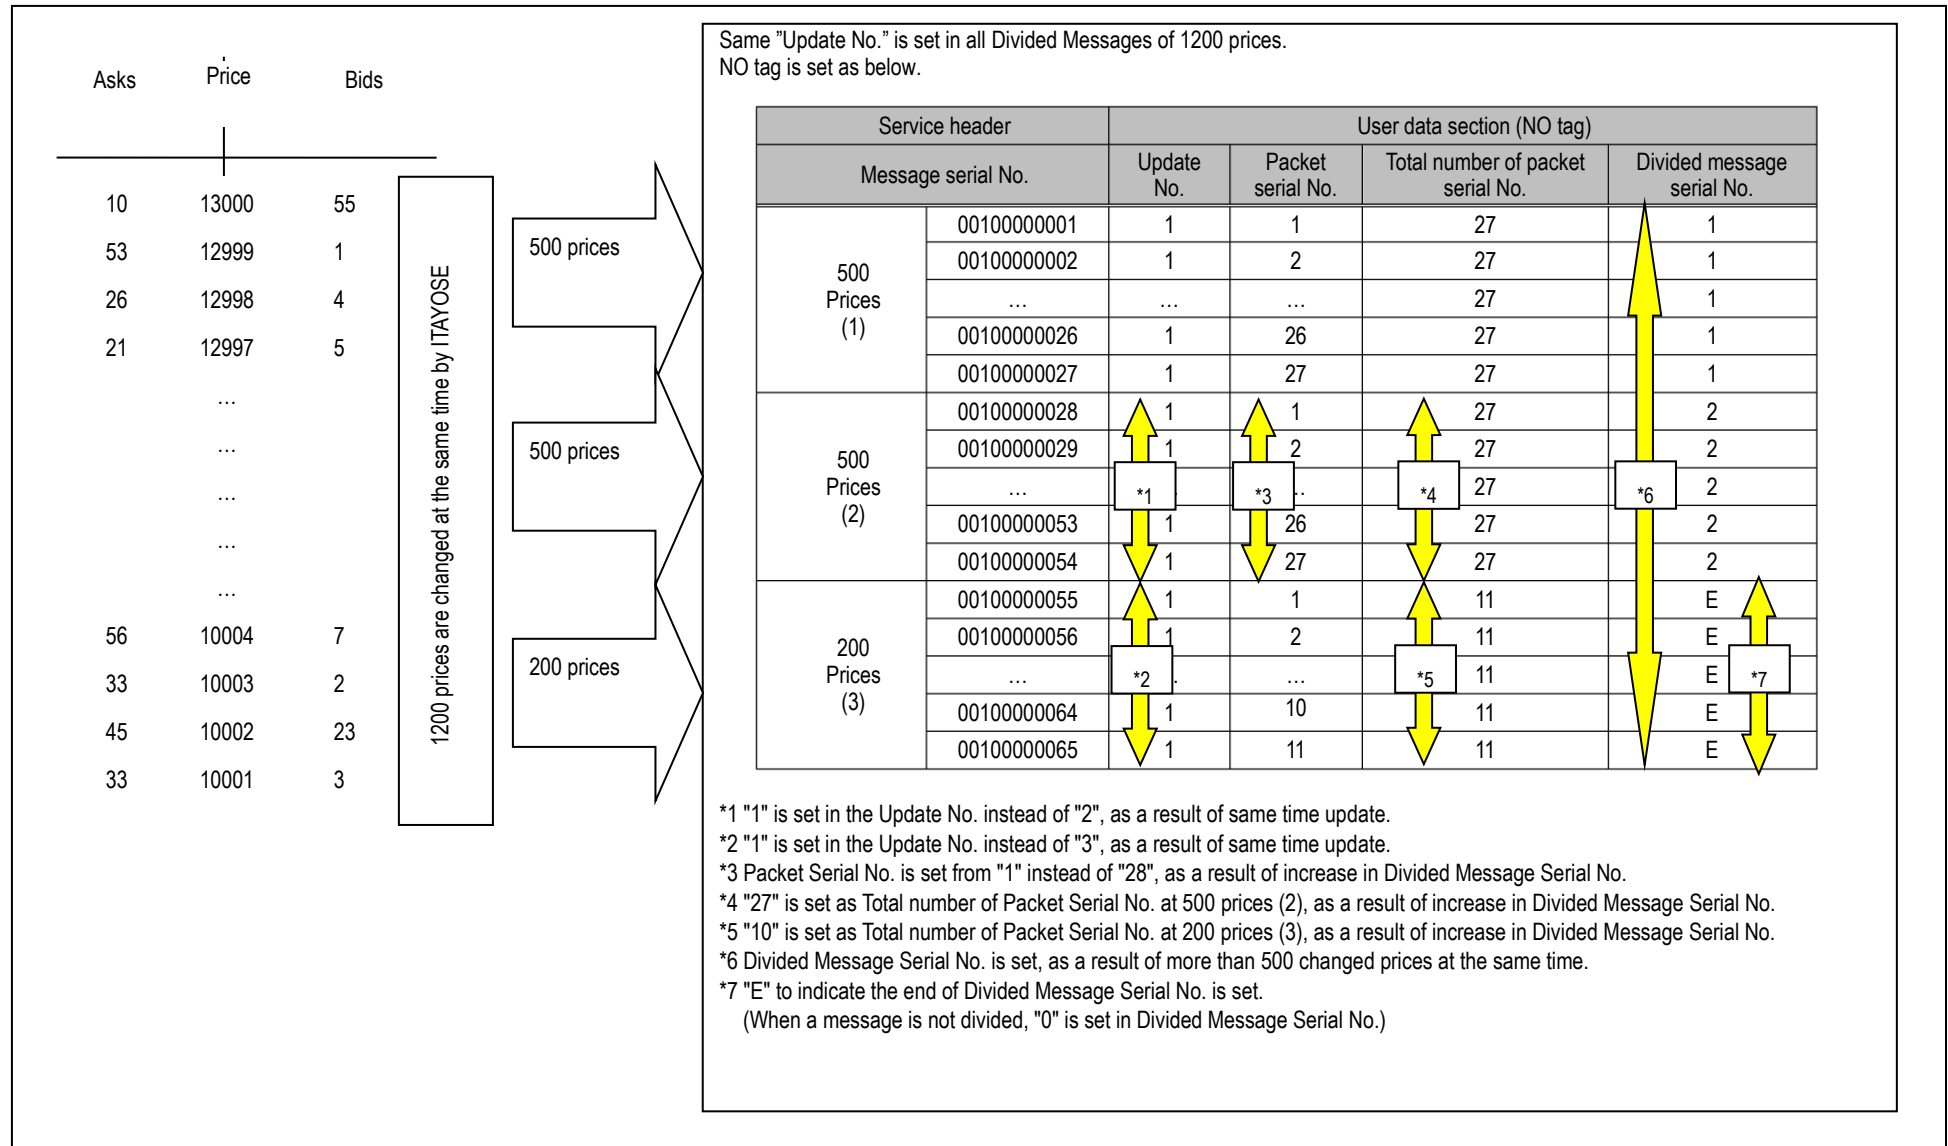 Asks Price Bids
10 13000 55
53 12999 1
26 12998 4
21 12997 5
…
…
…
…
…
56 10004 7
33 10003 2
45 10002 23
33 10001 3
1200 prices are changed at the same time by ITAYOSE
500 prices
500 prices
200 prices
Same ”Update No.” is set in all Divided Messages of 1200 prices.
NO tag is set as below.
Service header User data section (NO tag)
Message serial No. Update No. Packet serial No. Total number of packet serial No. Divided message serial No.
500 Prices (1)
00100000001 1 1 27 1
00100000002 1 2 27 1
… … … 27 1
00100000026 1 26 27 1
00100000027 1 27 27 1
500 Prices (2)
00100000028 1 1 27 2
00100000029 1 2 27 2
… *1 . *3 .. *4 27 *6 2
00100000053 1 26 27 2
00100000054 1 27 27 2
200 Prices (3)
00100000055 1 1 11 E
00100000056 1 2 11 E
… *2 . … *5 11 E *7
00100000064 1 10 11 E
00100000065 1 11 11 E
*1 "1" is set in the Update No. instead of "2", as a result of same time update.
*2 "1" is set in the Update No. instead of "3", as a result of same time update.
*3 Packet Serial No. is set from "1" instead of "28", as a result of increase in Divided Message Serial No.
*4 "27" is set as Total number of Packet Serial No. at 500 prices (2), as a result of increase in Divided Message Serial No.
*5 "10" is set as Total number of Packet Serial No. at 200 prices (3), as a result of increase in Divided Message Serial No.
*6 Divided Message Serial No. is set, as a result of more than 500 changed prices at the same time.
*7 "E" to indicate the end of Divided Message Serial No. is set.
(When a message is not divided, "0" is set in Divided Message Serial No.)